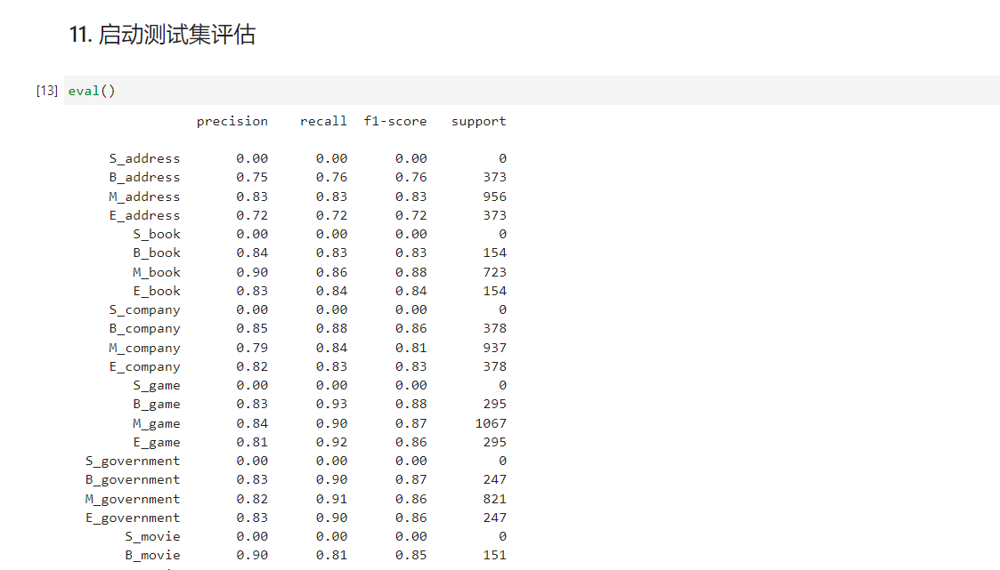 11. 启动测试集评估
[13] eval()
precision recall f1-score support
S_address 0.00 0.00 0.00 0
B_address 0.75 0.76 0.76 373
M_address 0.83 0.83 0.83 956
E_address 0.72 0.72 0.72 373
S_book 0.00 0.00 0.00 0
B_book 0.84 0.83 0.83 154
M_book 0.90 0.86 0.88 723
E_book 0.83 0.84 0.84 154
S_company 0.00 0.00 0.00 0
B_company 0.85 0.88 0.86 378
M_company 0.79 0.84 0.81 937
E_company 0.82 0.83 0.83 378
S_game 0.00 0.00 0.00 0
B_game 0.83 0.93 0.88 295
M_game 0.84 0.90 0.87 1067
E_game 0.81 0.92 0.86 295
S_government 0.00 0.00 0.00 0
B_government 0.83 0.90 0.87 247
M_government 0.82 0.91 0.86 821
E_government 0.83 0.90 0.86 247
S_movie 0.00 0.00 0.00 0
B_movie 0.90 0.81 0.85 151